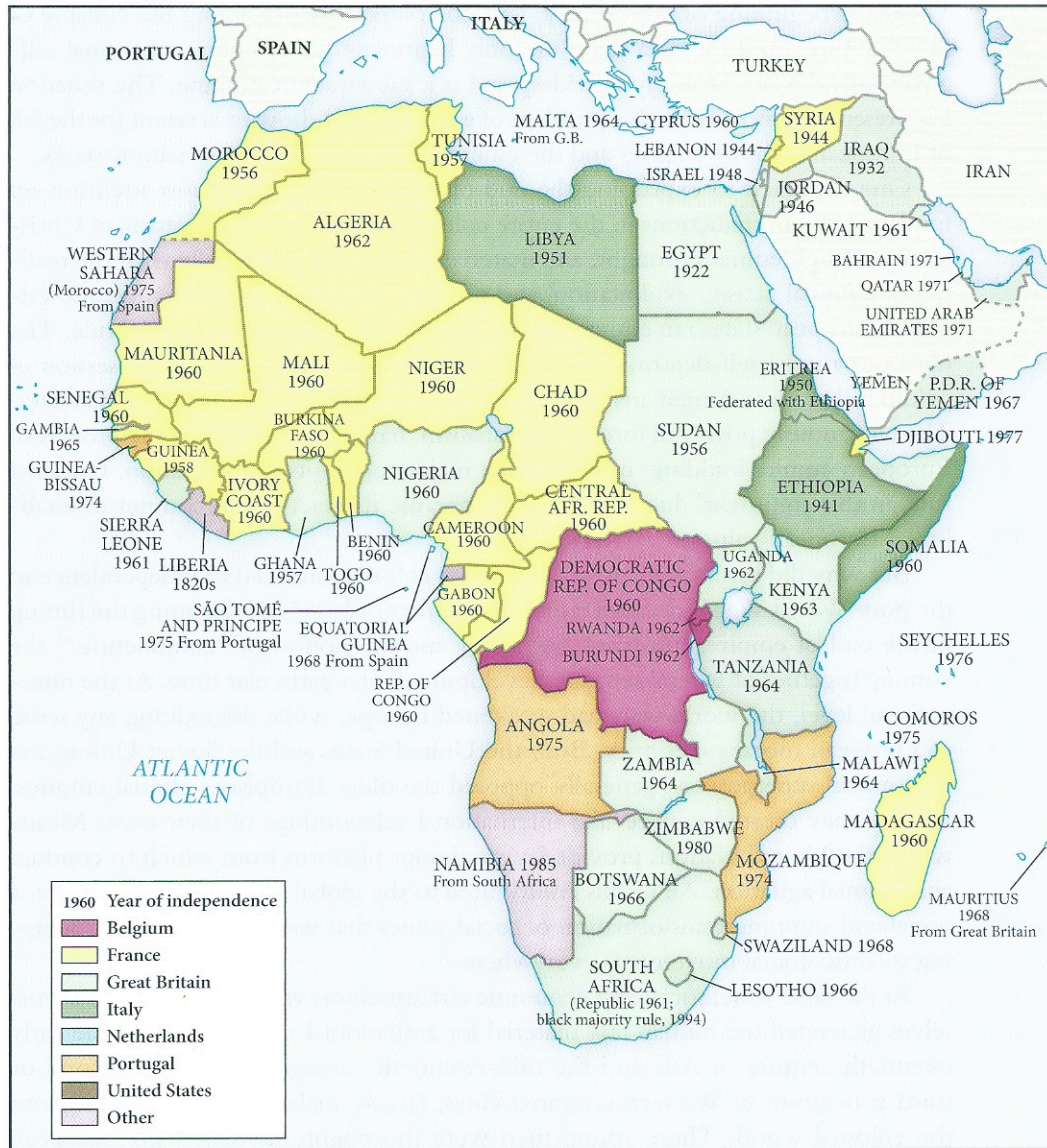 PORTUGAL
SPAIN
ITALY
TURKEY
MALTA 1964
From G.B.
CYPRUS 1960
SYRIA
1944
LEBANON 1944
ISRAEL 1948
IRAQ
1932
IRAN
JORDAN
1946
KUWAIT 1961
BAHRAIN 1971
QATAR 1971
UNITED ARAB
EMIRATES 1971
MOROCCO
1956
TUNISIA
1957
ALGERIA
1962
LIBYA
1951
EGYPT
1922
WESTERN
SAHARA
(Morocco) 1975
From Spain
MAURITANIA
1960
MALI
1960
NIGER
1960
CHAD
1960
SUDAN
1956
ERITREA
1950
Federated with Ethiopia
YEMEN
P.D.R. OF
YEMEN 1967
DJIBOUTI 1977
SENEGAL
1960
GAMBIA
1965
GUINEA-
BISSAU
1974
GUINEA
1958
BURKINA
FASO
1960
IVORY
COAST
1960
NIGERIA
1960
SIERRA
LEONE
1961
LIBERIA
1820s
GHANA
1957
TOGO
1960
BENIN
1960
CAMEROON
1960
CENTRAL
AFR. REP.
1960
ETHIOPIA
1941
SOMALIA
1960
SÃO TOMÉ
AND PRINCIPE
1975 From Portugal
EQUATORIAL
GUINEA
1968 From Spain
GABON
1960
REP. OF
CONGO
1960
DEMOCRATIC
REP. OF CONGO
1960
UGANDA
1962
KENYA
1963
RWANDA 1962
BURUNDI 1962
TANZANIA
1964
SEYCHELLES
1976
COMOROS
1975
ANGOLA
1975
ZAMBIA
1964
MALAWI
1964
ATLANTIC
OCEAN
NAMIBIA 1985
From South Africa
ZIMBABWE
1980
BOTSWANA
1966
MOZAMBIQUE
1974
MADAGASCAR
1960
MAURITIUS
1968
From Great Britain
SWAZILAND 1968
LESOTHO 1966
SOUTH
AFRICA
(Republic 1961;
black majority rule, 1994)
1960 Year of independence
Belgium
France
Great Britain
Italy
Netherlands
Portugal
United States
Other